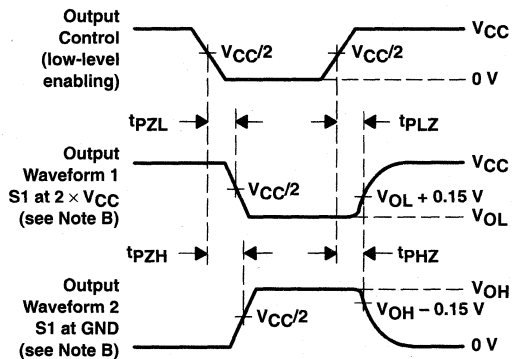 Output
Control
(low-level
enabling)
VCC/2
VCC/2
VCC
0 V
tPZL
tPLZ
Output
Waveform 1
S1 at 2 × VCC
(see Note B)
VCC/2
VCC
VOL + 0.15 V
VOL
tPZH
tPHZ
Output
Waveform 2
S1 at GND
(see Note B)
VCC/2
VOH
VOH − 0.15 V
0 V